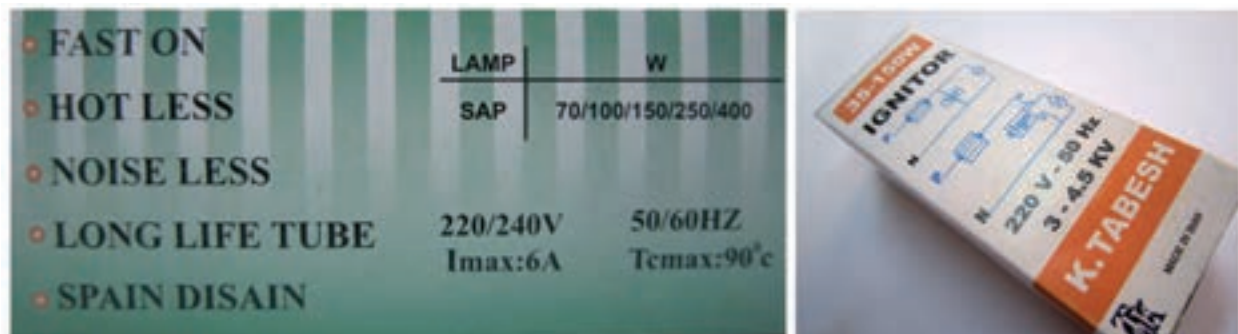 FAST ON
HOT LESS
NOISE LESS
LONG LIFE TUBE
SPAIN DISAIN
LAMP W
SAP 70/100/150/250/400
220/240V 50/60HZ
Imax:6A Tcmax:90°c
35-150W
IGNITOR
P
N
P
N
220 V - 50 Hz
3 - 4.5 KV
K.TABESH
MADE IN IRAN